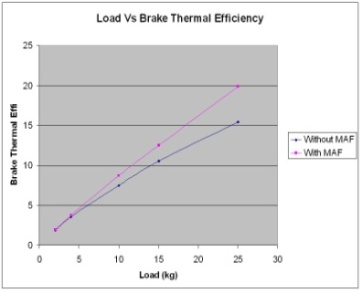 Load Vs Brake Thermal Efficiency
25
20
15
10
5
0
Brake Thermal Effi
0 5 10 15 20 25 30
Load (kg)
Without MAF
With MAF